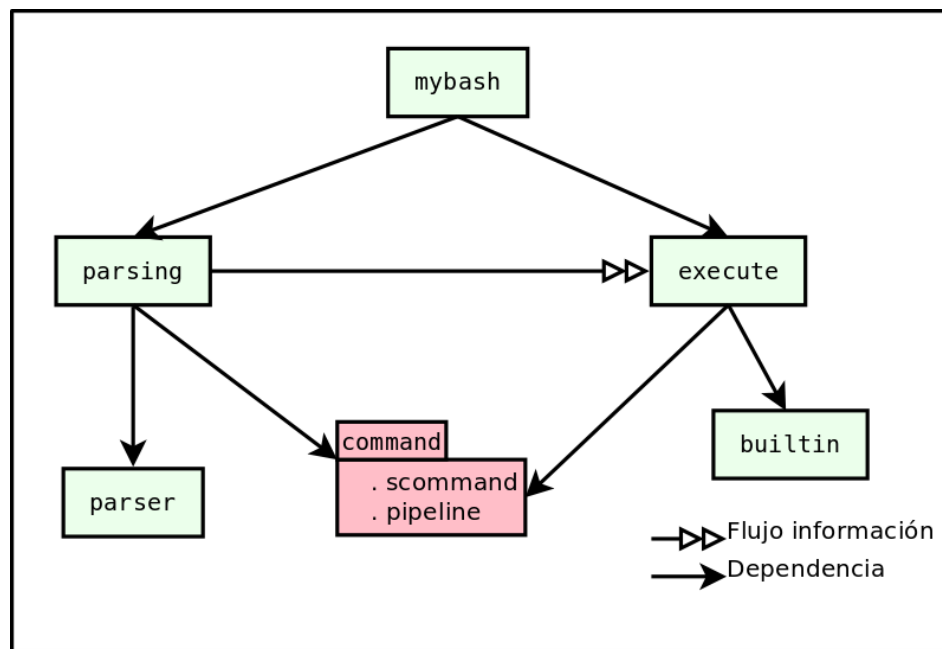 mybash
parsing
execute
command
. scommand
. pipeline
builtin
parser
Flujo información
Dependencia